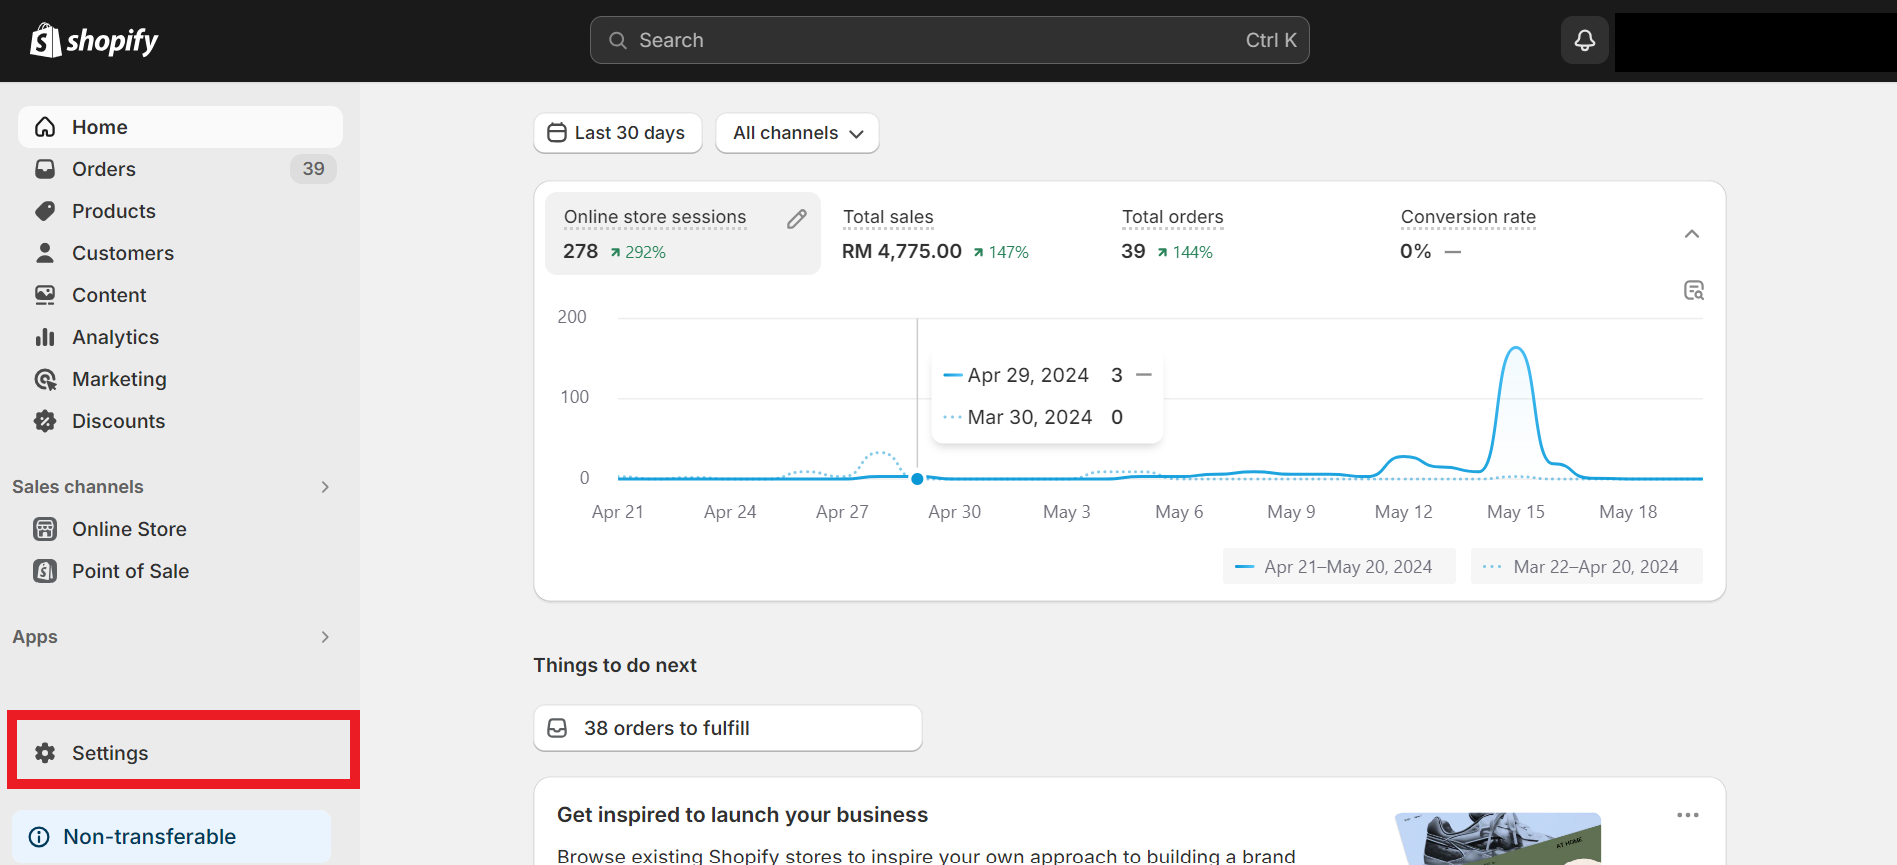 shopify
Search Ctrl K
Home
Orders 39
Products
Customers
Content
Analytics
Marketing
Discounts
Sales channels
Online Store
Point of Sale
Apps
Settings
Non-transferable
Last 30 days All channels
Online store sessions Total sales Total orders Conversion rate
278 292% RM 4,775.00 147% 39 144% 0% —
200
100
0
Apr 29, 2024 3 —
Mar 30, 2024 0
Apr 21 Apr 24 Apr 27 Apr 30 May 3 May 6 May 9 May 12 May 15 May 18
Apr 21–May 20, 2024 Mar 22–Apr 20, 2024
Things to do next
38 orders to fulfill
Get inspired to launch your business
AT HOME
Browse existing Shopify stores to inspire your own approach to building a brand